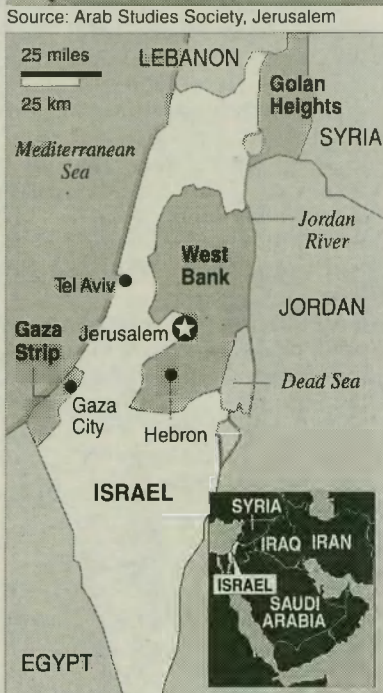 Source: Arab Studies Society, Jerusalem
25 miles
25 km
LEBANON
Golan
Heights
SYRIA
Mediterranean
Sea
Jordan
River
West
Bank
Tel Aviv
JORDAN
Jerusalem
Gaza
Strip
Dead Sea
Gaza
City
Hebron
ISRAEL
SYRIA
IRAQ
IRAN
ISRAEL
SAUDI
ARABIA
EGYPT